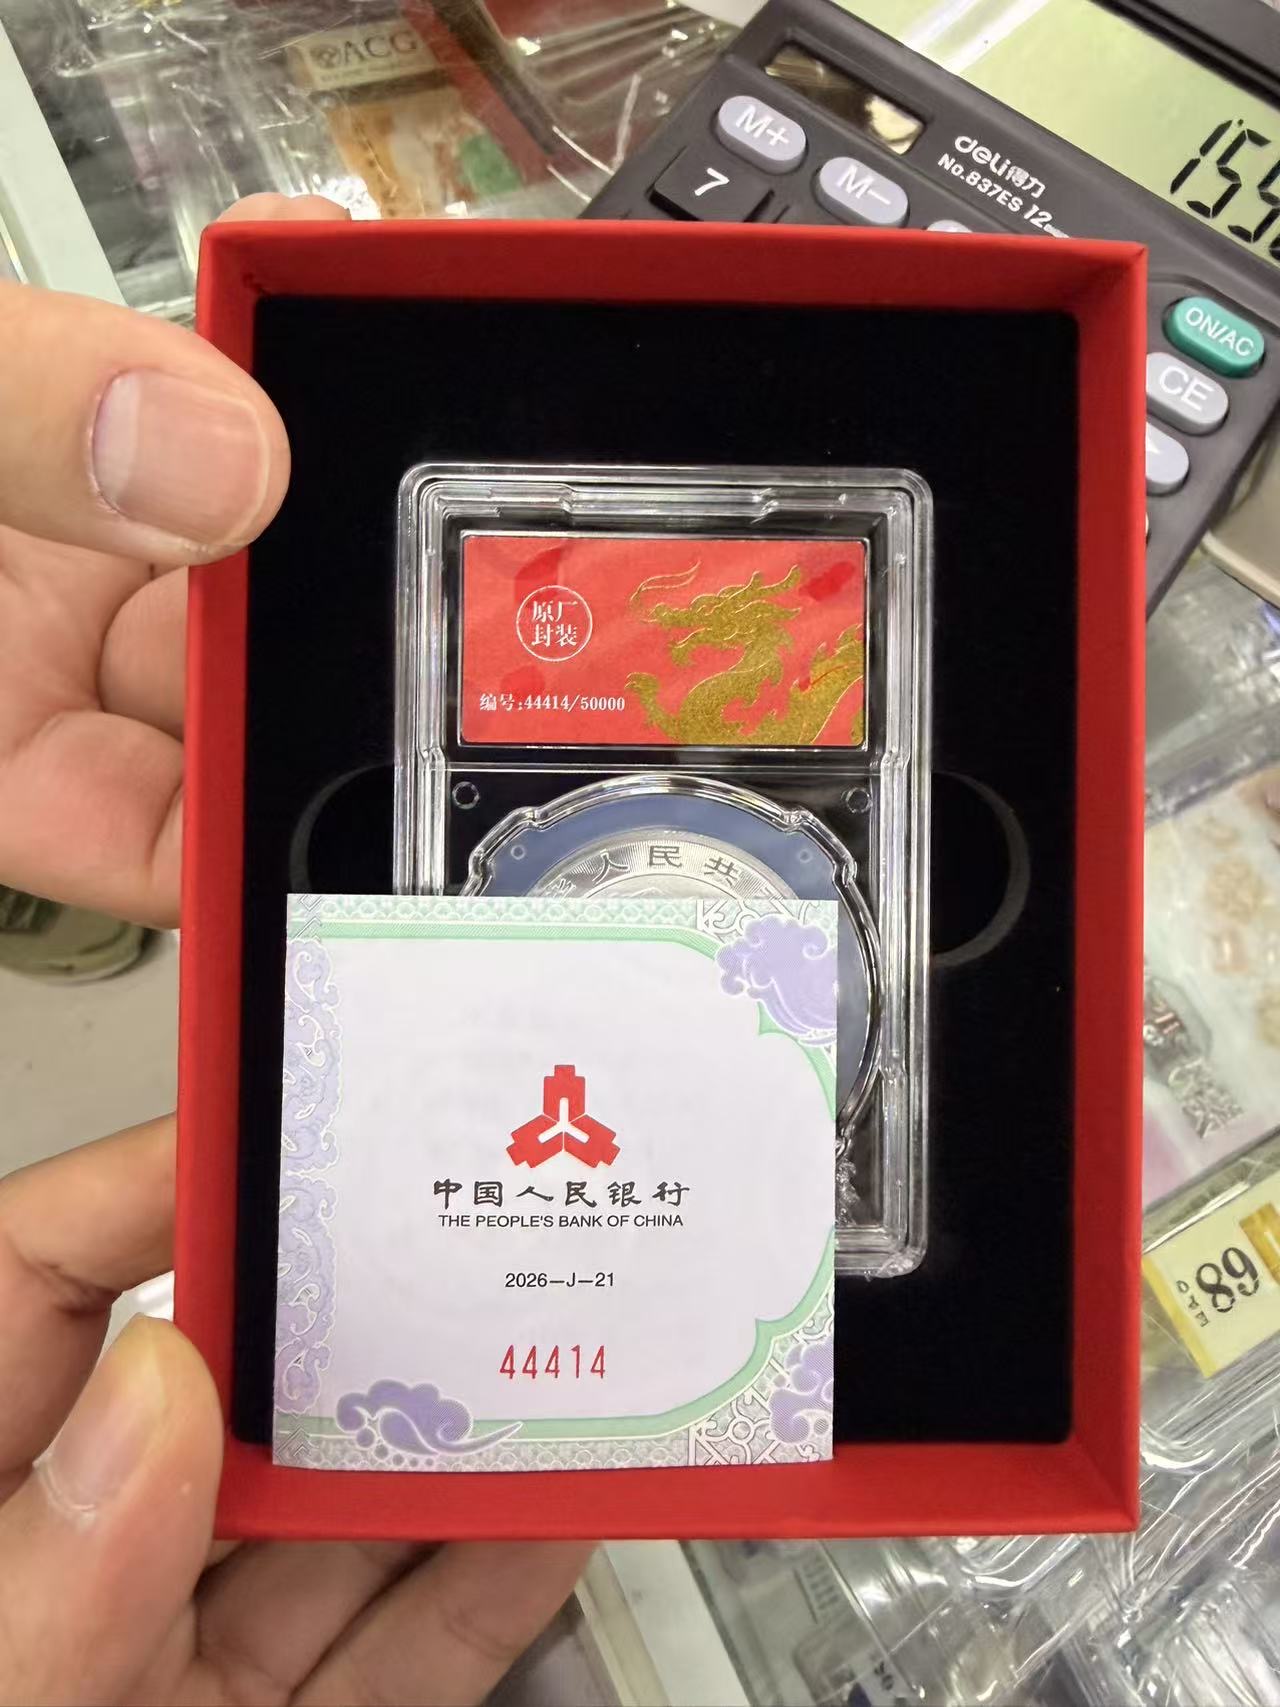 ACG
deli得力
No.837ES 12
M+
M-
7
ON/AC
CE
原厂
封装
编号:44414/50000
人民共
中国人民银行
THE PEOPLE'S BANK OF CHINA
2026-J-21
44414
89